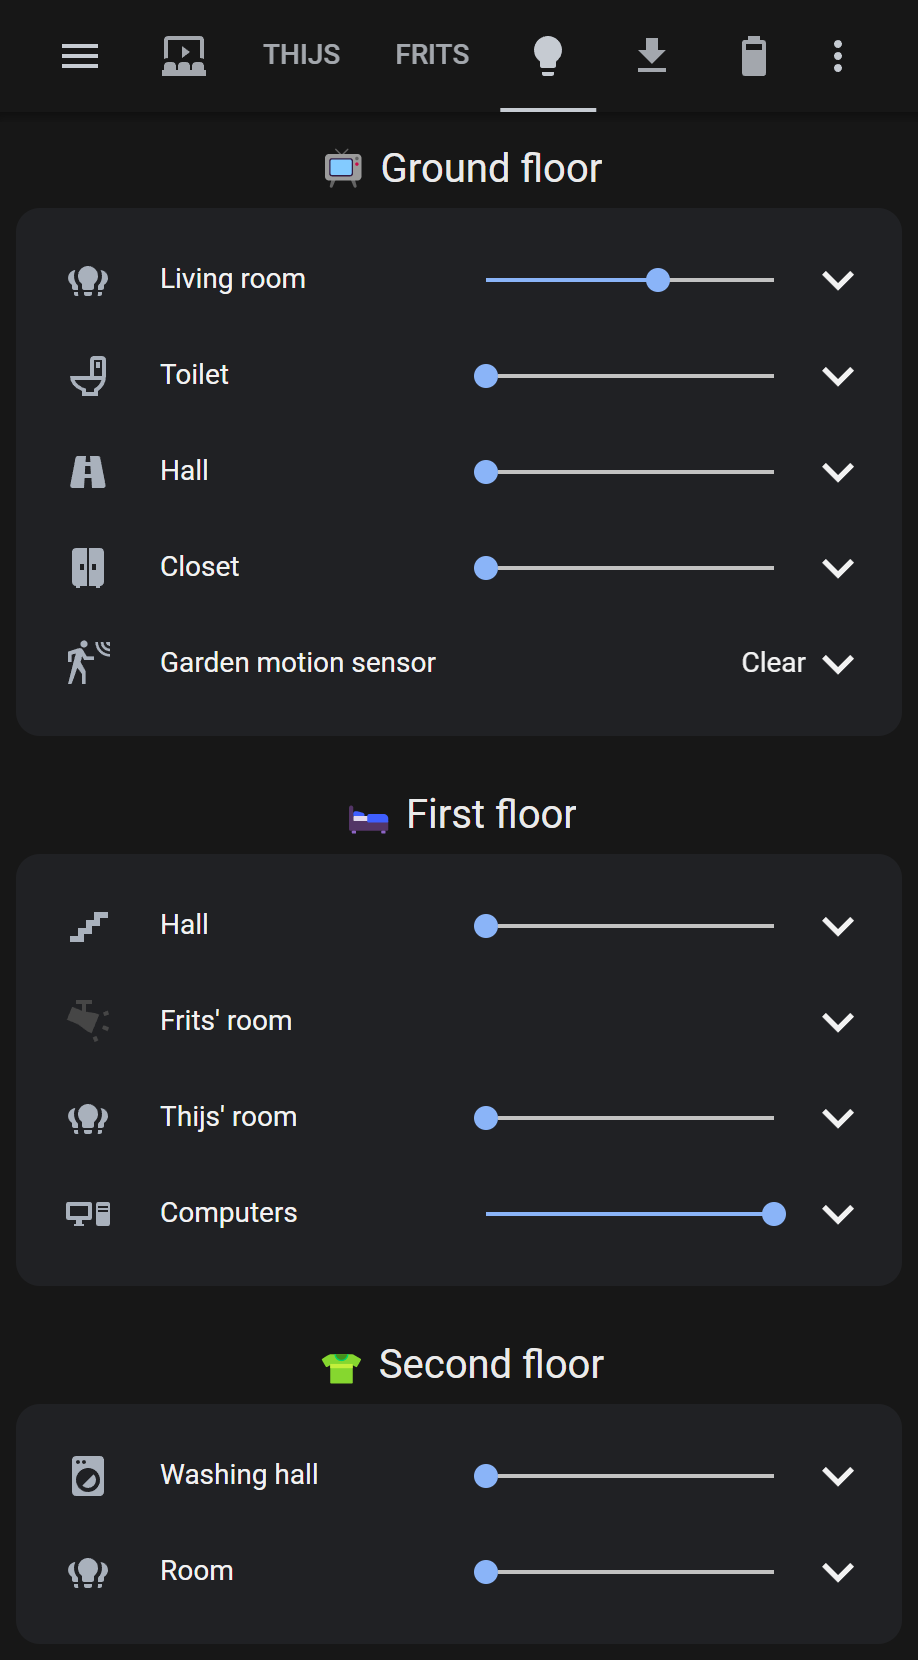 THIJS FRITS
Ground floor
Living room
Toilet
Hall
Closet
Garden motion sensor Clear
First floor
Hall
Frits' room
Thijs' room
Computers
Second floor
Washing hall
Room